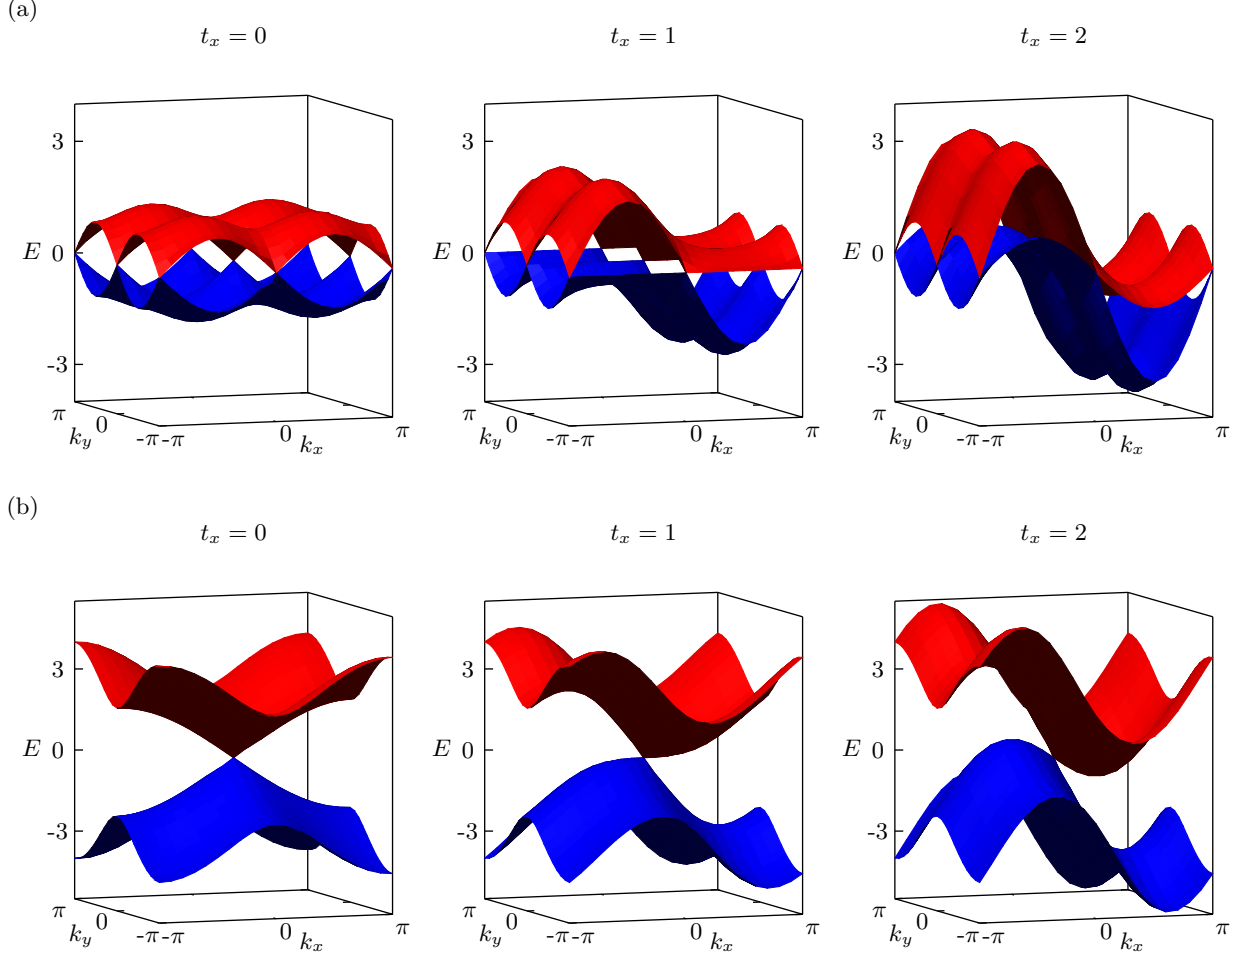 (a)
t_x = 0
t_x = 1
t_x = 2
3
E 0
-3
π
k_y 0
-π -π
0
k_x
π
3
E 0
-3
π
k_y 0
-π -π
0
k_x
π
3
E 0
-3
π
k_y 0
-π -π
0
k_x
π
(b)
t_x = 0
t_x = 1
t_x = 2
3
E 0
-3
π
k_y 0
-π -π
0
k_x
π
3
E 0
-3
π
k_y 0
-π -π
0
k_x
π
3
E 0
-3
π
k_y 0
-π -π
0
k_x
π